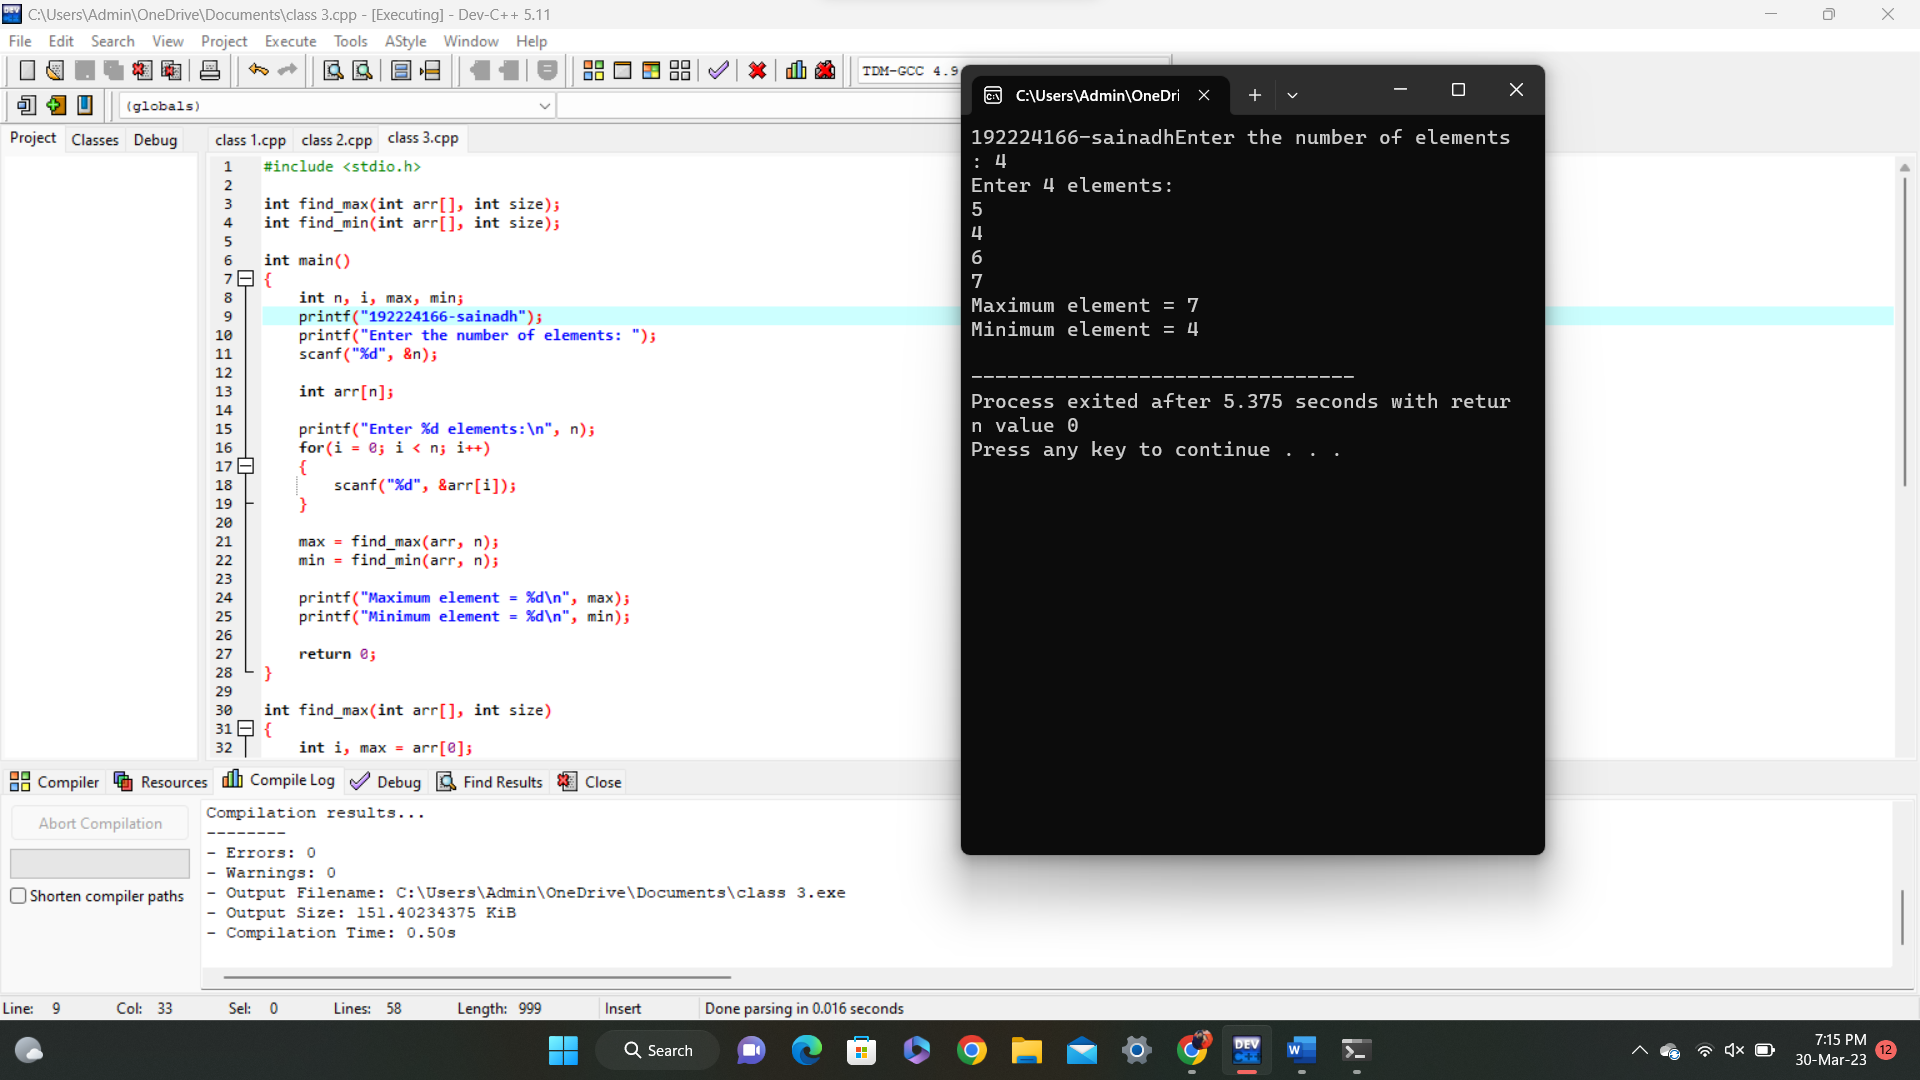 C:\Users\Admin\OneDrive\Documents\class 3.cpp - [Executing] - Dev-C++ 5.11
File Edit Search View Project Execute Tools AStyle Window Help
TDM-GCC 4.9
(globals)
Project Classes Debug
class 1.cpp class 2.cpp class 3.cpp
1 #include <stdio.h>
2
3 int find_max(int arr[], int size);
4 int find_min(int arr[], int size);
5
6 int main()
7 {
8 int n, i, max, min;
9 printf("192224166-sainadh");
10 printf("Enter the number of elements: ");
11 scanf("%d", &n);
12
13 int arr[n];
14
15 printf("Enter %d elements:\n", n);
16 for(i = 0; i < n; i++)
17 {
18 scanf("%d", &arr[i]);
19 }
20
21 max = find_max(arr, n);
22 min = find_min(arr, n);
23
24 printf("Maximum element = %d\n", max);
25 printf("Minimum element = %d\n", min);
26
27 return 0;
28 }
29
30 int find_max(int arr[], int size)
31 {
32 int i, max = arr[0];
C:\Users\Admin\OneDri
192224166-sainadhEnter the number of elements
: 4
Enter 4 elements:
5
4
6
7
Maximum element = 7
Minimum element = 4
--------------------------------
Process exited after 5.375 seconds with retur
n value 0
Press any key to continue . . .
Compiler Resources Compile Log Debug Find Results Close
Abort Compilation
Shorten compiler paths
Compilation results...
--------
- Errors: 0
- Warnings: 0
- Output Filename: C:\Users\Admin\OneDrive\Documents\class 3.exe
- Output Size: 151.40234375 KiB
- Compilation Time: 0.50s
Line: 9 Col: 33 Sel: 0 Lines: 58 Length: 999 Insert Done parsing in 0.016 seconds
Search
DEV
C++
W
7:15 PM
30-Mar-23
12